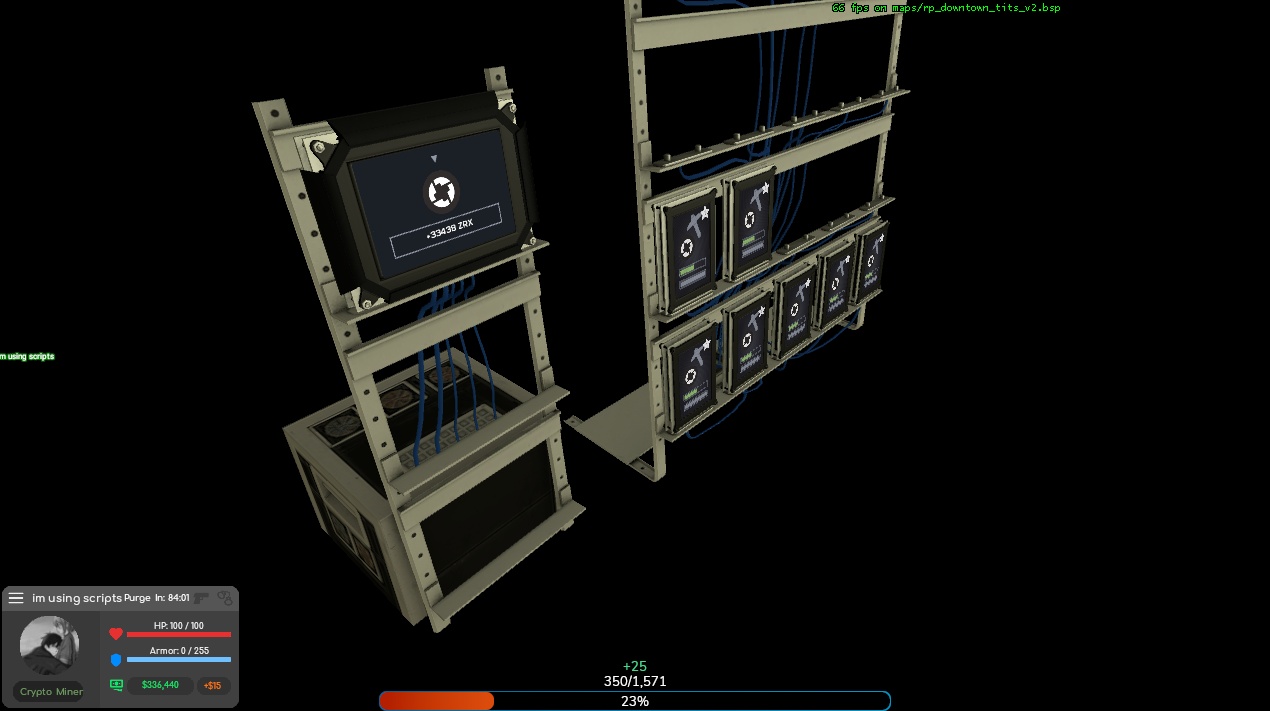 66 fps on maps/rp_downtown_tits_v2.bsp
+33439 ZRX
im using scripts
im using scripts
Purge In: 84:01
HP: 100 / 100
Armor: 0 / 255
$336,440
+$15
Crypto Miner
+25
350/1,571
23%